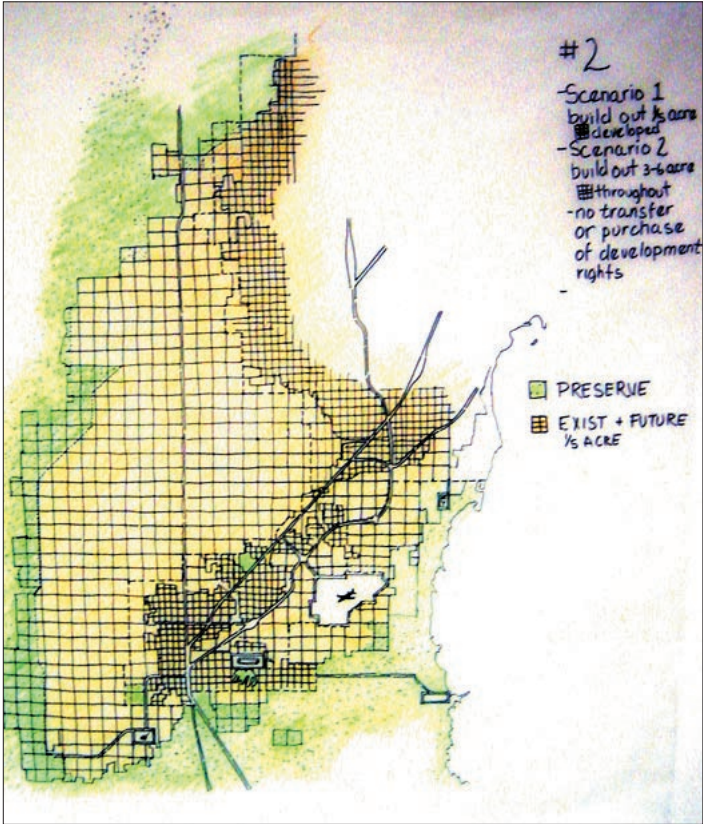 #2
-Scenario 1
build out 1/5 acre
developed
-Scenario 2
build out 3-6 acre
throughout
-no transfer
or purchase
of development
rights
-
PRESERVE
EXIST + FUTURE
1/5 ACRE